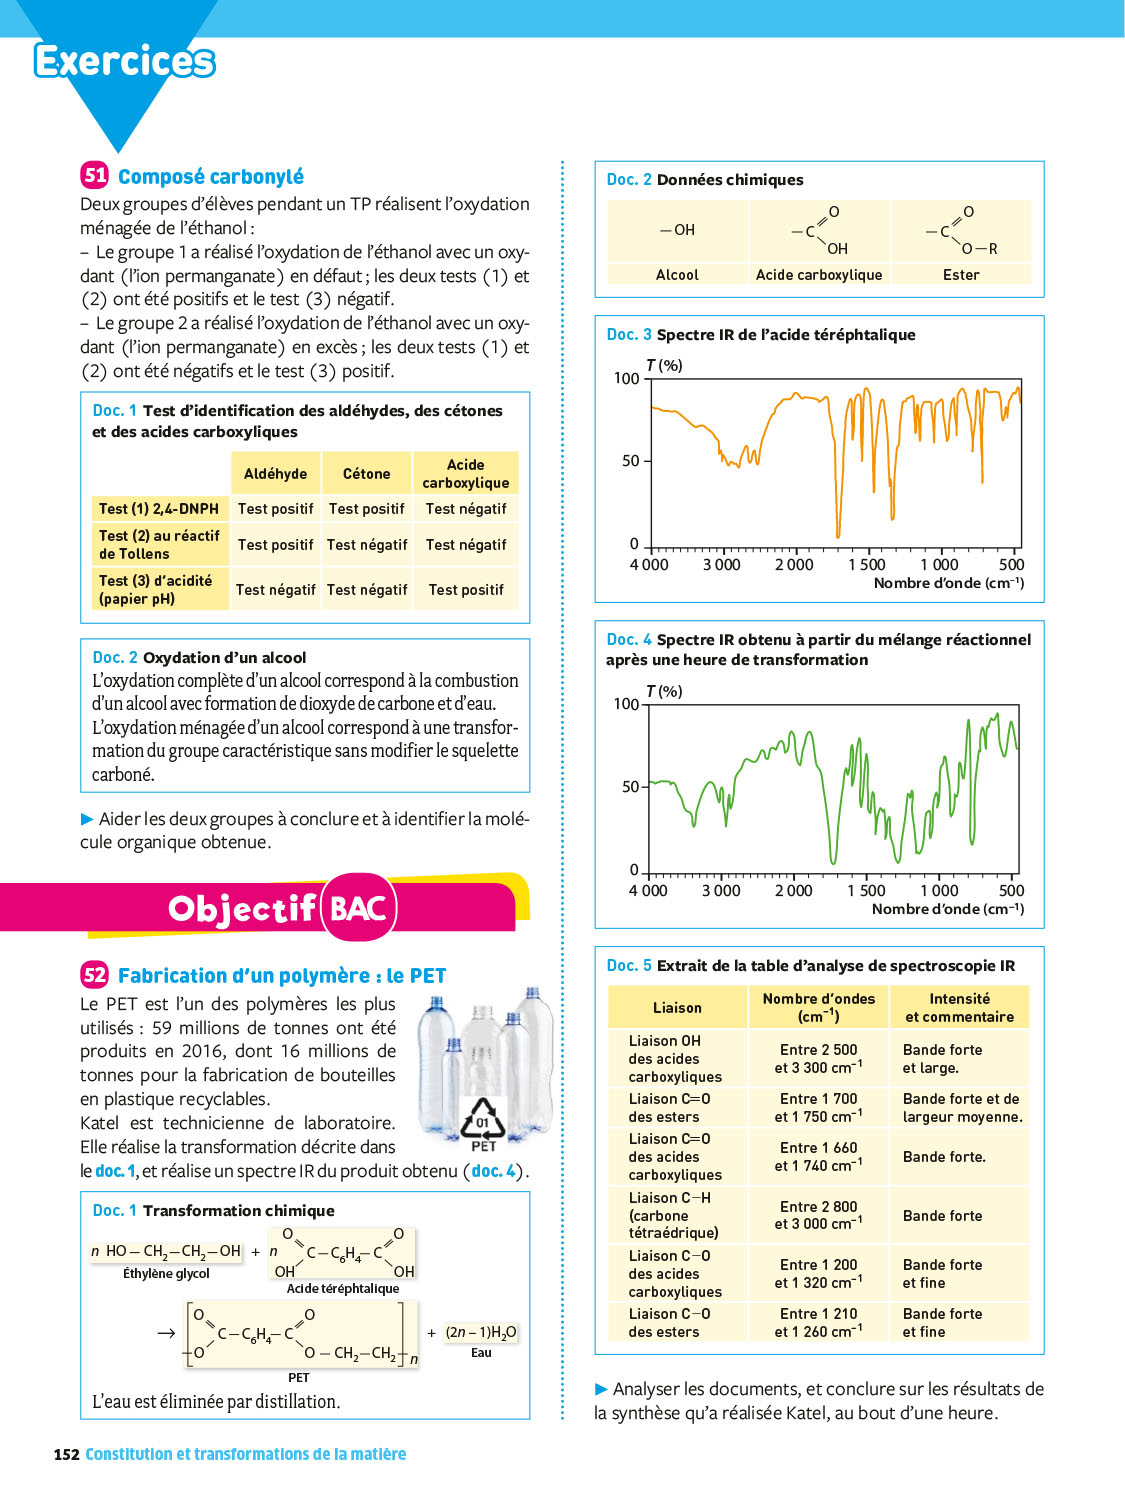 Exercices
51 Composé carbonylé
Deux groupes d'élèves pendant un TP réalisent l'oxydation
ménagée de l'éthanol :
– Le groupe 1 a réalisé l'oxydation de l'éthanol avec un oxy-
dant (l'ion permanganate) en défaut ; les deux tests (1) et
(2) ont été positifs et le test (3) négatif.
– Le groupe 2 a réalisé l'oxydation de l'éthanol avec un oxy-
dant (l'ion permanganate) en excès ; les deux tests (1) et
(2) ont été négatifs et le test (3) positif.
Doc. 1 Test d'identification des aldéhydes, des cétones
et des acides carboxyliques
Aldéhyde Cétone Acide
carboxylique
Test (1) 2,4-DNPH Test positif Test positif Test négatif
Test (2) au réactif
de Tollens Test positif Test négatif Test négatif
Test (3) d'acidité
(papier pH) Test négatif Test négatif Test positif
Doc. 2 Oxydation d'un alcool
L'oxydation complète d'un alcool correspond à la combustion
d'un alcool avec formation de dioxyde de carbone et d'eau.
L'oxydation ménagée d'un alcool correspond à une transfor-
mation du groupe caractéristique sans modifier le squelette
carboné.
► Aider les deux groupes à conclure et à identifier la molé-
cule organique obtenue.
Objectif BAC
52 Fabrication d'un polymère : le PET
Le PET est l'un des polymères les plus
utilisés : 59 millions de tonnes ont été
produits en 2016, dont 16 millions de
tonnes pour la fabrication de bouteilles
en plastique recyclables.
Katel est technicienne de laboratoire.
Elle réalise la transformation décrite dans
le doc. 1, et réalise un spectre IR du produit obtenu (doc. 4).
01
PET
Doc. 1 Transformation chimique
n HO — CH2 — CH2 — OH + n
O O
C — C6H4 — C
OH OH
Éthylène glycol
Acide téréphtalique
→
O O
C — C6H4 — C
O O — CH2 — CH2 n
+ (2n – 1)H2O
PET
Eau
L'eau est éliminée par distillation.
Doc. 2 Données chimiques
— OH
O
— C
OH
O
— C
O — R
Alcool Acide carboxylique Ester
Doc. 3 Spectre IR de l'acide téréphtalique
T (%)
100
50
0
4 000 3 000 2 000 1 500 1 000 500
Nombre d'onde (cm–1)
Doc. 4 Spectre IR obtenu à partir du mélange réactionnel
après une heure de transformation
T (%)
100
50
0
4 000 3 000 2 000 1 500 1 000 500
Nombre d'onde (cm–1)
Doc. 5 Extrait de la table d'analyse de spectroscopie IR
Liaison Nombre d'ondes
(cm–1) Intensité
et commentaire
Liaison OH
des acides
carboxyliques Entre 2 500
et 3 300 cm–1 Bande forte
et large.
Liaison C=O
des esters Entre 1 700
et 1 750 cm–1 Bande forte et de
largeur moyenne.
Liaison C=O
des acides
carboxyliques Entre 1 660
et 1 740 cm–1 Bande forte.
Liaison C—H
(carbone
tétraédrique) Entre 2 800
et 3 000 cm–1 Bande forte
Liaison C—O
des acides
carboxyliques Entre 1 200
et 1 320 cm–1 Bande forte
et fine
Liaison C—O
des esters Entre 1 210
et 1 260 cm–1 Bande forte
et fine
► Analyser les documents, et conclure sur les résultats de
la synthèse qu'a réalisée Katel, au bout d'une heure.
152 Constitution et transformations de la matière